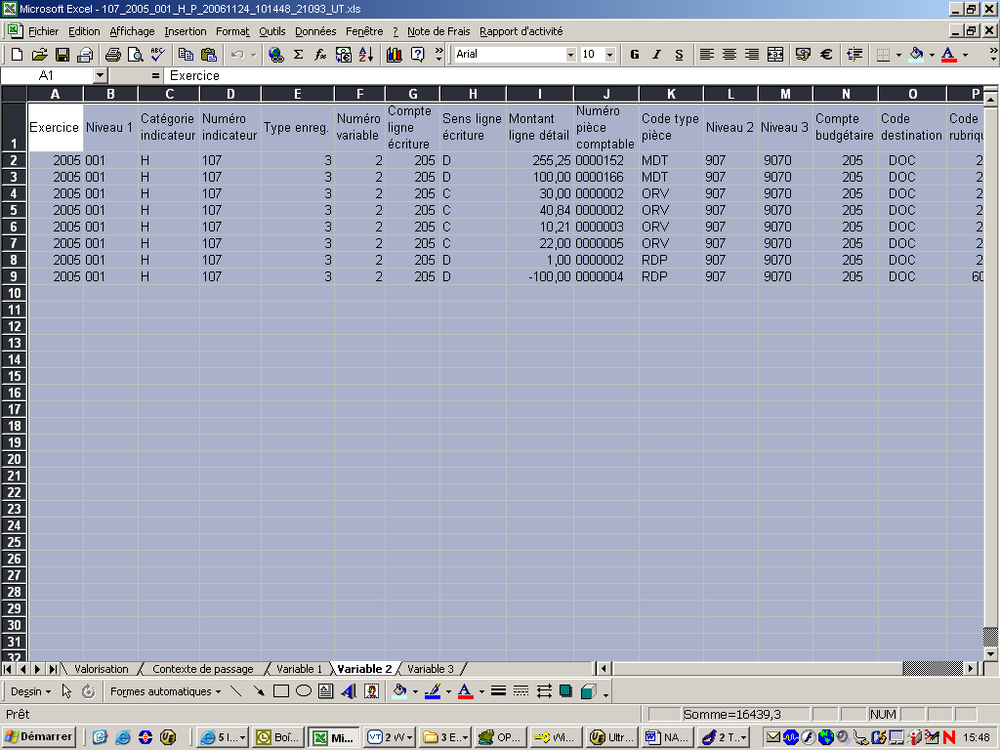 Microsoft Excel - 107_2005_001_H_P_20061124_101448_21093_UT.xls
Fichier Edition Affichage Insertion Format Outils Données Fenêtre ? Note de Frais Rapport d'activité
Arial 10 G I S
A1 = Exercice
A B C D E F G H I J K L M N O P
1 Exercice Niveau 1 Catégorie indicateur Numéro indicateur Type enreg. Numéro variable Compte ligne écriture Sens ligne écriture Montant ligne détail Numéro pièce comptable Code type pièce Niveau 2 Niveau 3 Compte budgétaire Code destination Code rubriqu
2 2005 001 H 107 3 2 205 D 255,25 0000152 MDT 907 9070 205 DOC 2
3 2005 001 H 107 3 2 205 D 100,00 0000166 MDT 907 9070 205 DOC 2
4 2005 001 H 107 3 2 205 C 30,00 0000002 ORV 907 9070 205 DOC 2
5 2005 001 H 107 3 2 205 C 40,84 0000002 ORV 907 9070 205 DOC 2
6 2005 001 H 107 3 2 205 C 10,21 0000003 ORV 907 9070 205 DOC 2
7 2005 001 H 107 3 2 205 C 22,00 0000005 ORV 907 9070 205 DOC 2
8 2005 001 H 107 3 2 205 D 1,00 0000002 RDP 907 9070 205 DOC 2
9 2005 001 H 107 3 2 205 D -100,00 0000004 RDP 907 9070 205 DOC 60
10
11
12
13
14
15
16
17
18
19
20
21
22
23
24
25
26
27
28
29
30
31
32
Valorisation Contexte de passage Variable 1 Variable 2 Variable 3
Dessin Formes automatiques
Prêt Somme=16439,3 NUM
Démarrer 5 I... Boî... Mi... 2 W 3 E... OP... Wi... Ultr... NA... 2 T... 15:48